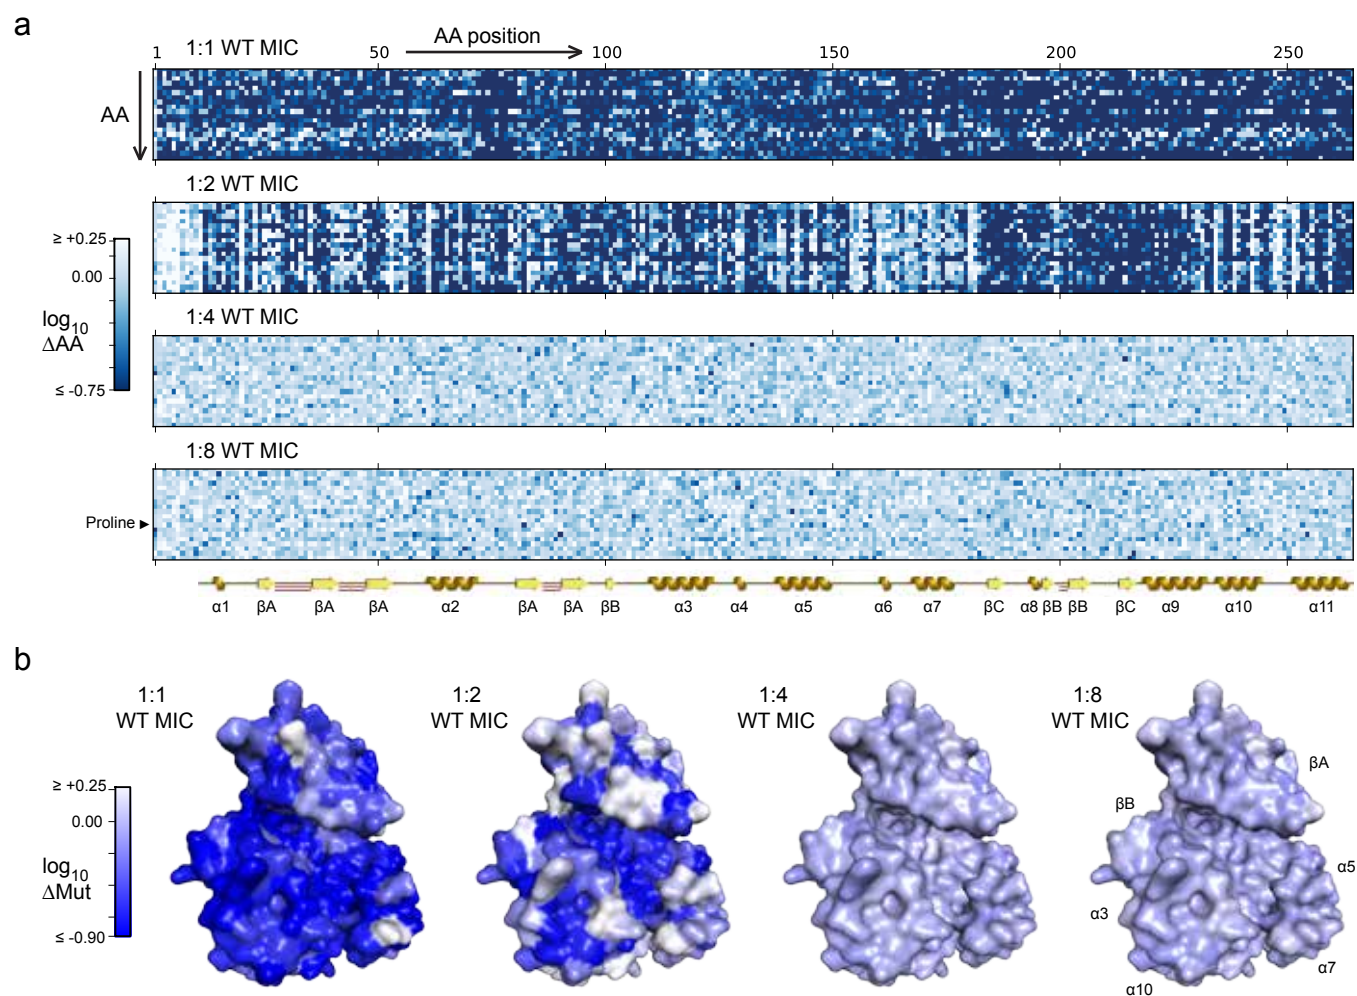 a
AA position
1:1 WT MIC
1 50 100 150 200 250
AA
1:2 WT MIC
≥ +0.25
0.00
log10
ΔAA
≤ -0.75
1:4 WT MIC
1:8 WT MIC
Proline
α1 βA βA βA α2 βA βA βB α3 α4 α5 α6 α7 βC α8 βB βB βC α9 α10 α11
b
1:1
WT MIC
1:2
WT MIC
1:4
WT MIC
1:8
WT MIC
≥ +0.25
0.00
log10
ΔMut
≤ -0.90
βA
βB
α5
α3
α7
α10